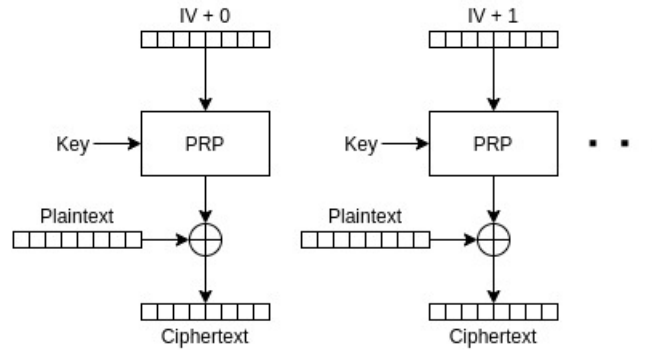 IV + 0
IV + 1
Key
PRP
Key
PRP
Plaintext
Plaintext
Ciphertext
Ciphertext